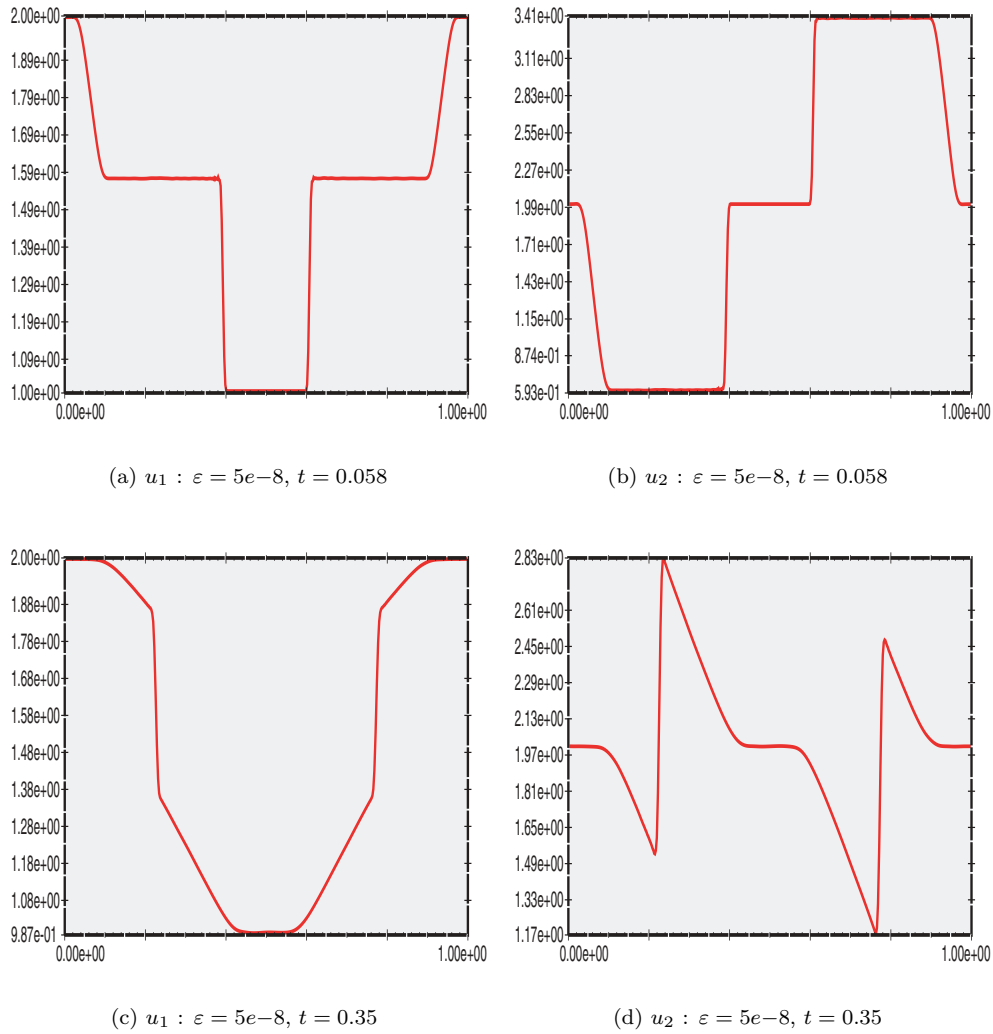 2.00e+00
1.89e+00
1.79e+00
1.69e+00
1.59e+00
1.49e+00
1.39e+00
1.29e+00
1.19e+00
1.09e+00
1.00e+00
0.00e+00 1.00e+00
(a) u₁ : ε = 5e−8, t = 0.058
3.41e+00
3.11e+00
2.83e+00
2.55e+00
2.27e+00
1.99e+00
1.71e+00
1.43e+00
1.15e+00
8.74e-01
5.93e-01
0.00e+00 1.00e+00
(b) u₂ : ε = 5e−8, t = 0.058
2.00e+00
1.88e+00
1.78e+00
1.68e+00
1.58e+00
1.48e+00
1.38e+00
1.28e+00
1.18e+00
1.08e+00
9.87e-01
0.00e+00 1.00e+00
(c) u₁ : ε = 5e−8, t = 0.35
2.83e+00
2.61e+00
2.45e+00
2.29e+00
2.13e+00
1.97e+00
1.81e+00
1.65e+00
1.49e+00
1.33e+00
1.17e+00
0.00e+00 1.00e+00
(d) u₂ : ε = 5e−8, t = 0.35